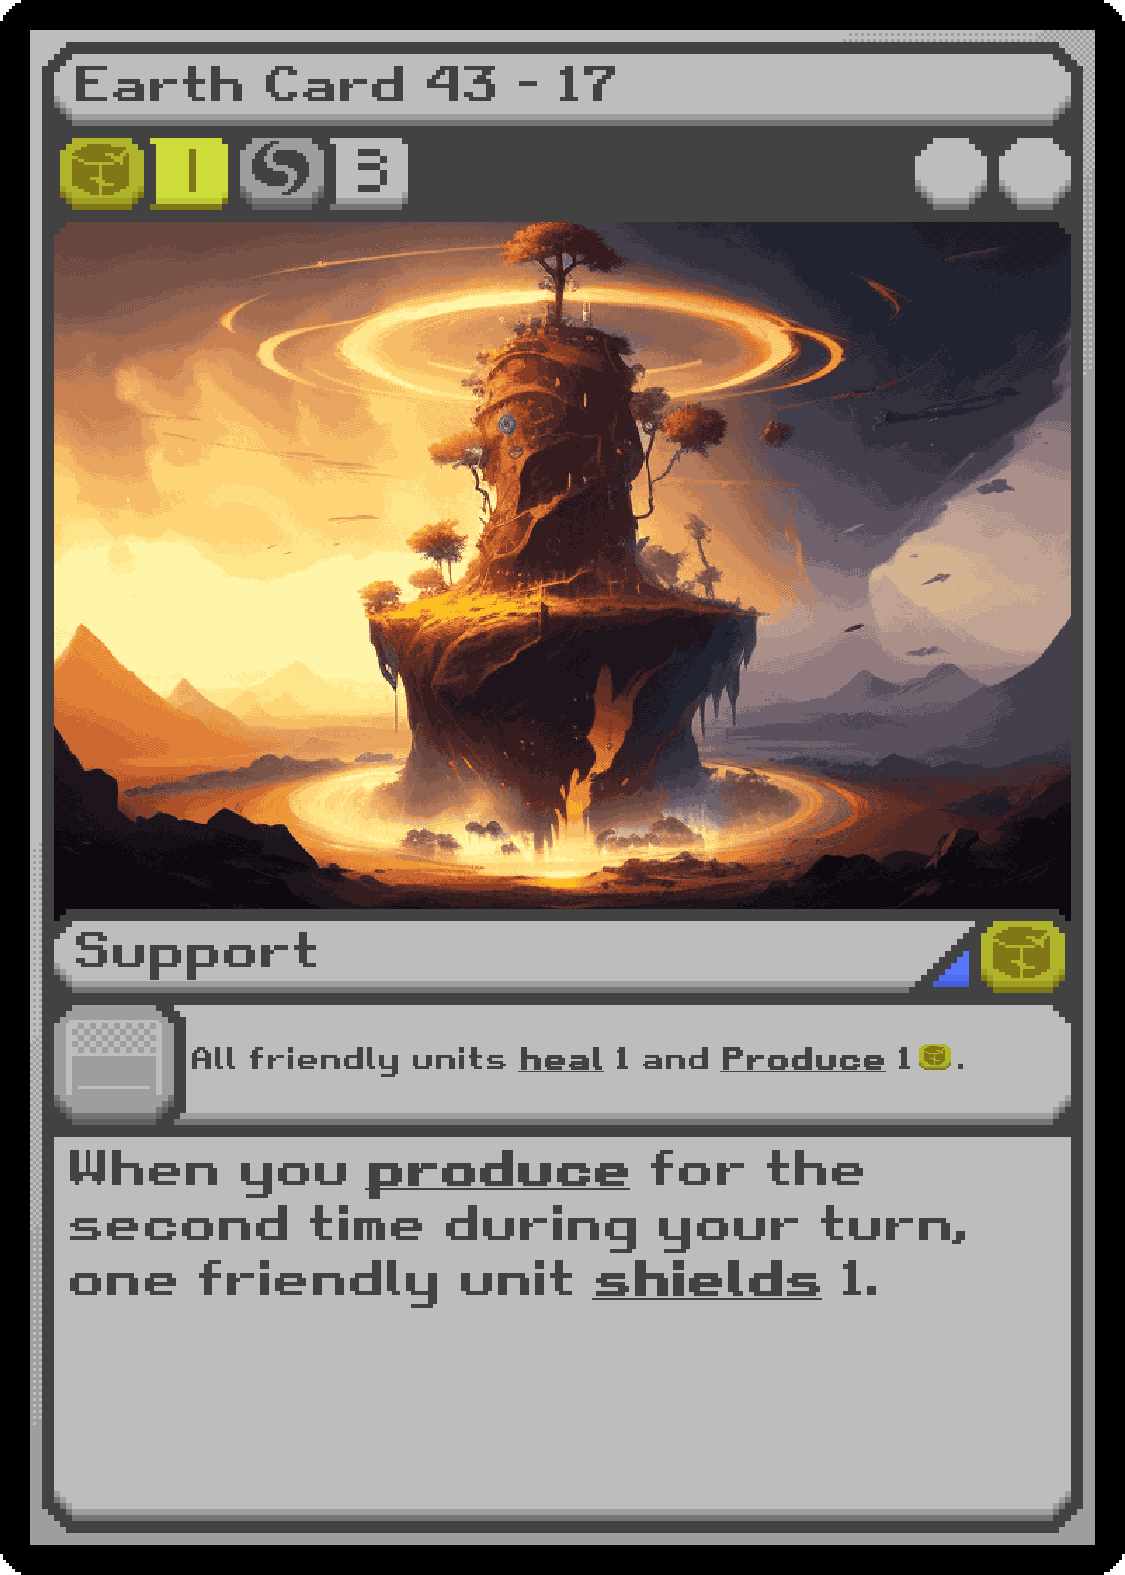 Earth Card 43 - 17
1 3
Support
All friendly units heal 1 and Produce 1 .
When you produce for the
second time during your turn,
one friendly unit shields 1.